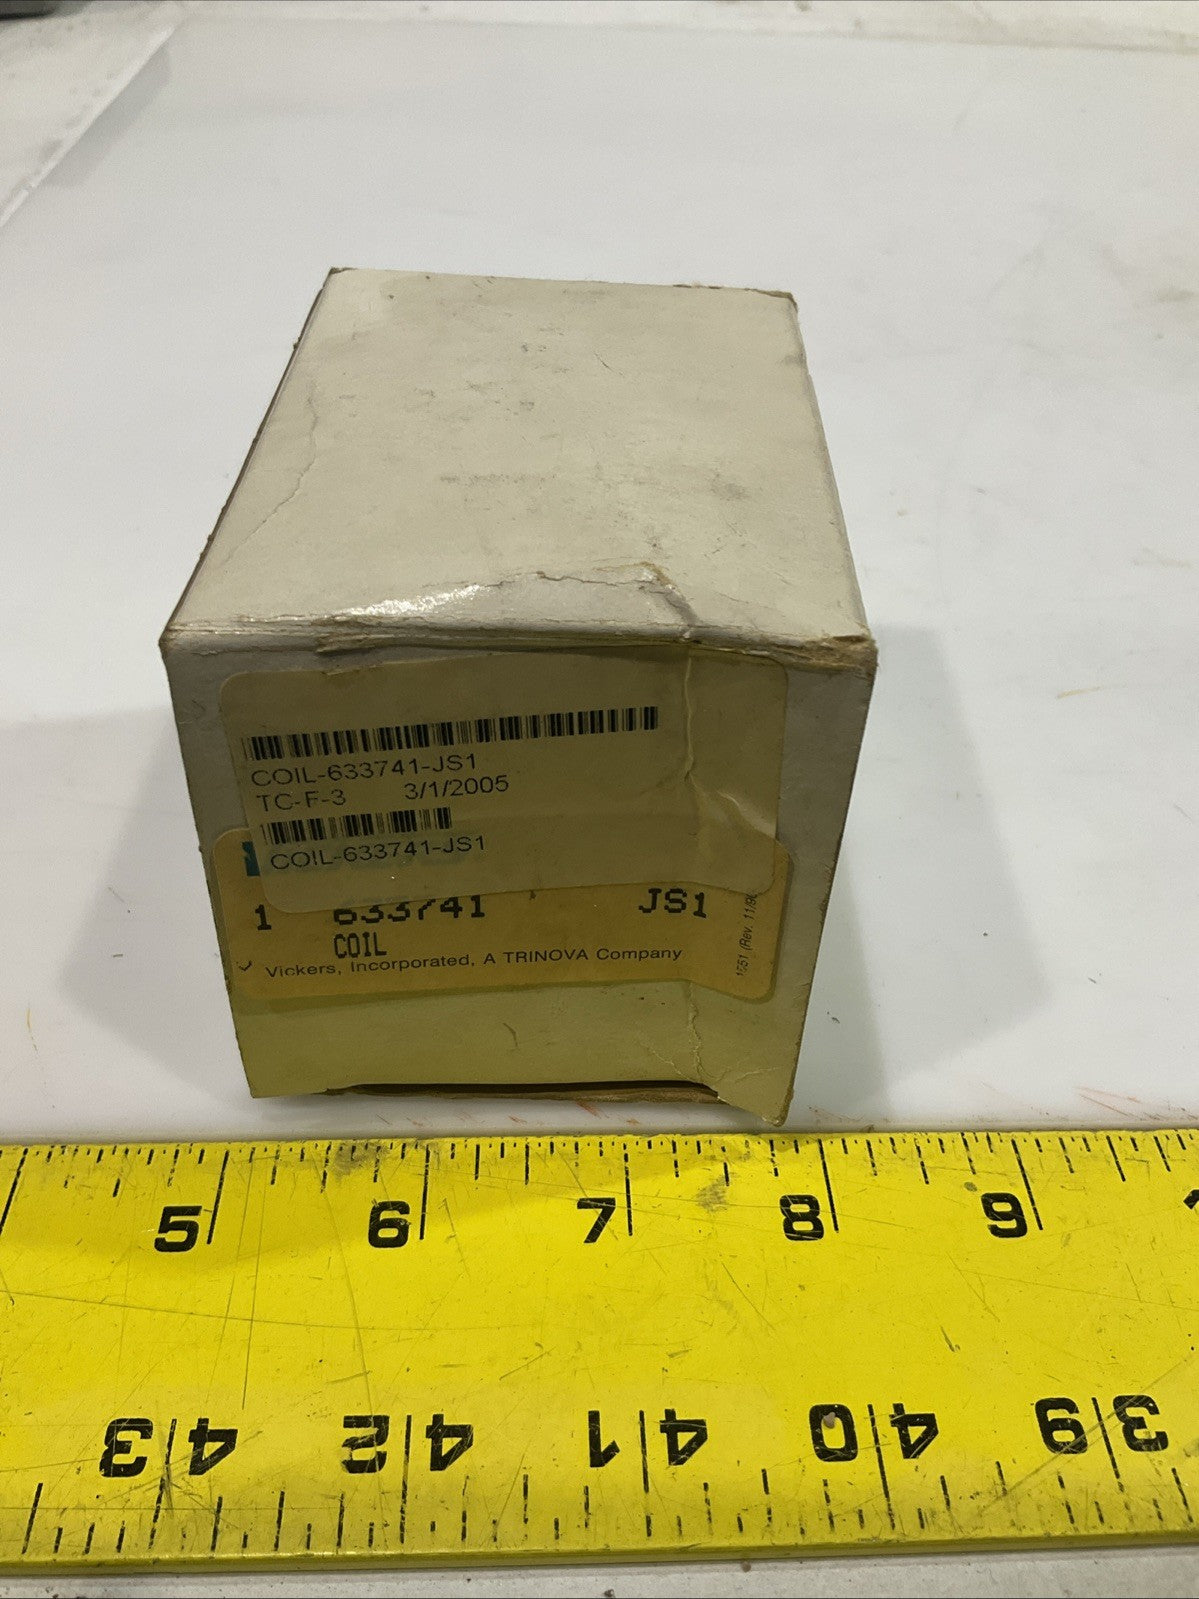 COIL-633741-JS1
TC-F-3 3/1/2005
COIL-633741-JS1
1 633741 JS1
COIL
Vickers, Incorporated, A TRINOVA Company
(Rev.
5 6 7 8 9
43 42 41 40 39